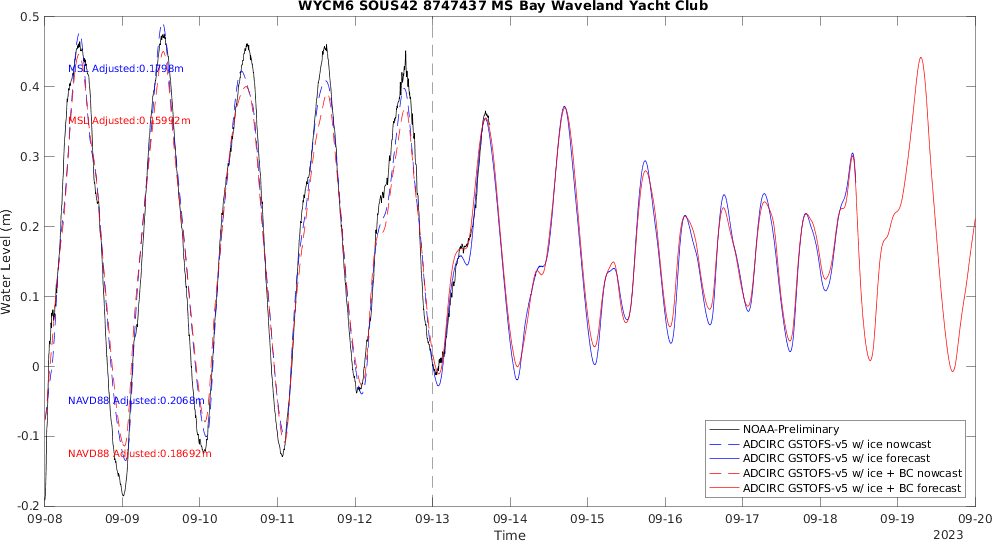 WYCM6 SOUS42 8747437 MS Bay Waveland Yacht Club
0.5
0.4
0.3
0.2
0.1
0
-0.1
-0.2
Water Level (m)
MSL Adjusted:0.1798m
MSL Adjusted:0.15992m
NAVD88 Adjusted:0.2068m
NAVD88 Adjusted:0.18692m
NOAA-Preliminary
ADCIRC GSTOFS-v5 w/ ice nowcast
ADCIRC GSTOFS-v5 w/ ice forecast
ADCIRC GSTOFS-v5 w/ ice + BC nowcast
ADCIRC GSTOFS-v5 w/ ice + BC forecast
09-08 09-09 09-10 09-11 09-12 09-13 09-14 09-15 09-16 09-17 09-18 09-19 09-20
Time
2023